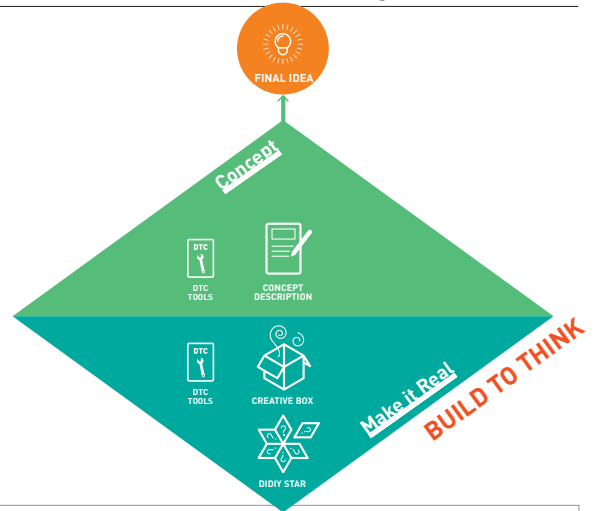 FINAL IDEA
Concept
DTC
DTC
TOOLS
CONCEPT
DESCRIPTION
DTC
DTC
TOOLS
CREATIVE BOX
Make it Real
BUILD TO THINK
? ? ? ? ? ?
DIDIY STAR